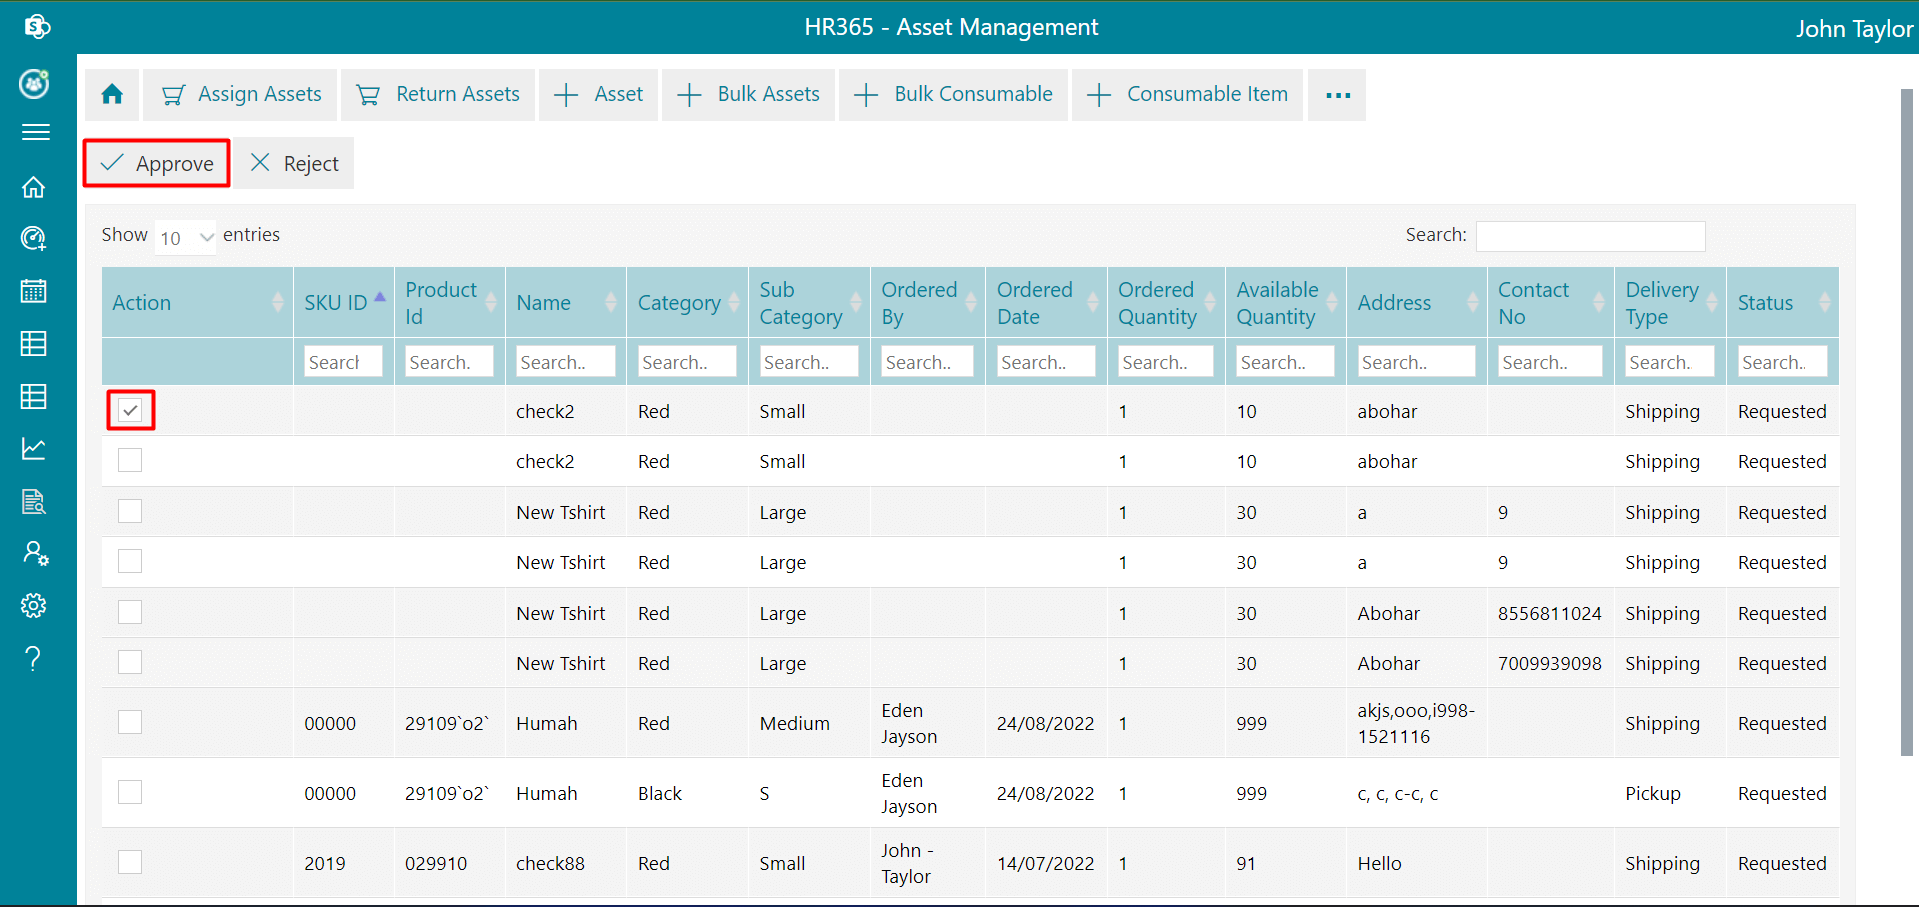 HR365 - Asset Management
John Taylor
Assign Assets
Return Assets
Asset
Bulk Assets
Bulk Consumable
Consumable Item
Approve
Reject
Show 10 entries
Search:
Action SKU ID Product Id Name Category Sub Category Ordered By Ordered Date Ordered Quantity Available Quantity Address Contact No Delivery Type Status
Search Search. Search.. Search.. Search.. Search.. Search.. Search.. Search.. Search.. Search.. Search. Search..
check2 Red Small 1 10 abohar Shipping Requested
check2 Red Small 1 10 abohar Shipping Requested
New Tshirt Red Large 1 30 a 9 Shipping Requested
New Tshirt Red Large 1 30 a 9 Shipping Requested
New Tshirt Red Large 1 30 Abohar 8556811024 Shipping Requested
New Tshirt Red Large 1 30 Abohar 7009939098 Shipping Requested
00000 29109`o2` Humah Red Medium Eden Jayson 24/08/2022 1 999 akjs,ooo,i998-1521116 Shipping Requested
00000 29109`o2` Humah Black S Eden Jayson 24/08/2022 1 999 c, c, c-c, c Pickup Requested
2019 029910 check88 Red Small John - Taylor 14/07/2022 1 91 Hello Shipping Requested